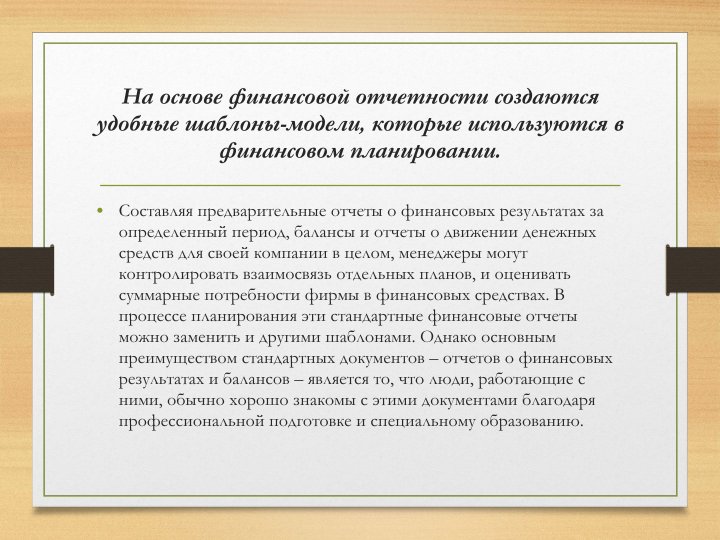 На основе финансовой отчетности создаются
удобные шаблоны-модели, которые используются в
финансовом планировании.
• Составляя предварительные отчеты о финансовых результатах за
определенный период, балансы и отчеты о движении денежных
средств для своей компании в целом, менеджеры могут
контролировать взаимосвязь отдельных планов, и оценивать
суммарные потребности фирмы в финансовых средствах. В
процессе планирования эти стандартные финансовые отчеты
можно заменить и другими шаблонами. Однако основным
преимуществом стандартных документов – отчетов о финансовых
результатах и балансов – является то, что люди, работающие с
ними, обычно хорошо знакомы с этими документами благодаря
профессиональной подготовке и специальному образованию.